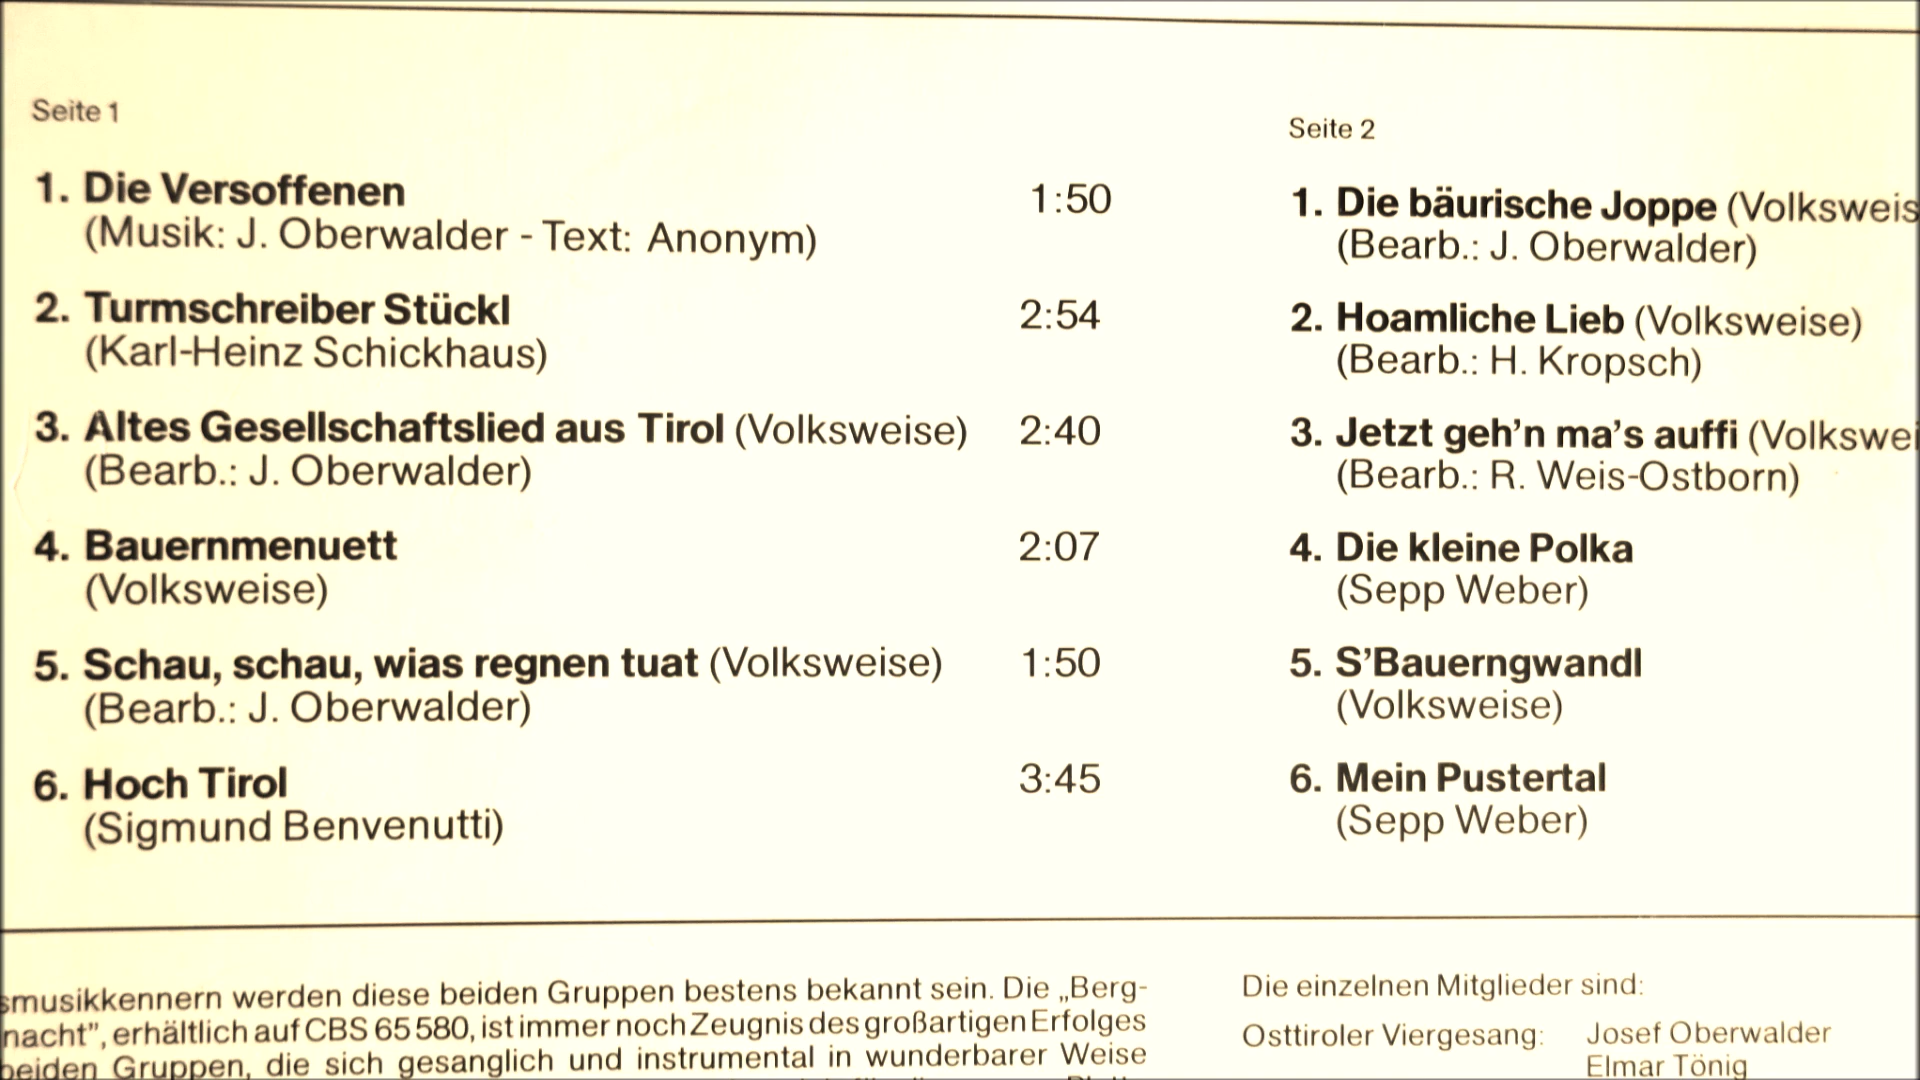 Seite 1
1. Die Versoffenen 1:50
(Musik: J. Oberwalder - Text: Anonym)
2. Turmschreiber Stückl 2:54
(Karl-Heinz Schickhaus)
3. Altes Gesellschaftslied aus Tirol (Volksweise) 2:40
(Bearb.: J. Oberwalder)
4. Bauernmenuett 2:07
(Volksweise)
5. Schau, schau, wias regnen tuat (Volksweise) 1:50
(Bearb.: J. Oberwalder)
6. Hoch Tirol 3:45
(Sigmund Benvenutti)
Seite 2
1. Die bäurische Joppe (Volksweis
(Bearb.: J. Oberwalder)
2. Hoamliche Lieb (Volksweise)
(Bearb.: H. Kropsch)
3. Jetzt geh'n ma's auffi (Volkswei
(Bearb.: R. Weis-Ostborn)
4. Die kleine Polka
(Sepp Weber)
5. S'Bauerngwandl
(Volksweise)
6. Mein Pustertal
(Sepp Weber)
smusikkennern werden diese beiden Gruppen bestens bekannt sein. Die „Berg-
nacht", erhältlich auf CBS 65 580, ist immer noch Zeugnis des großartigen Erfolges
beiden Gruppen, die sich gesanglich und instrumental in wunderbarer Weise
Die einzelnen Mitglieder sind:
Osttiroler Viergesang: Josef Oberwalder
Elmar Tönig